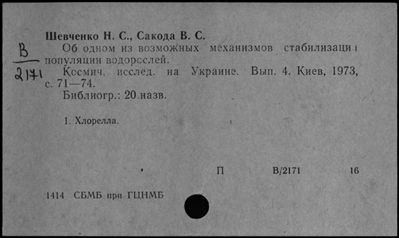 Шевченко Н. С., Сакода В. С.
В
Об одном из возможных механизмов стабилизации
популяции водорослей.
2171
Космич. исслед. на Украине. Вып. 4. Киев, 1973,
с. 71—74.
Библиогр.: 20 назв.
1. Хлорелла.
П В/2171 16
1414 СБМБ при ГЦНМБ